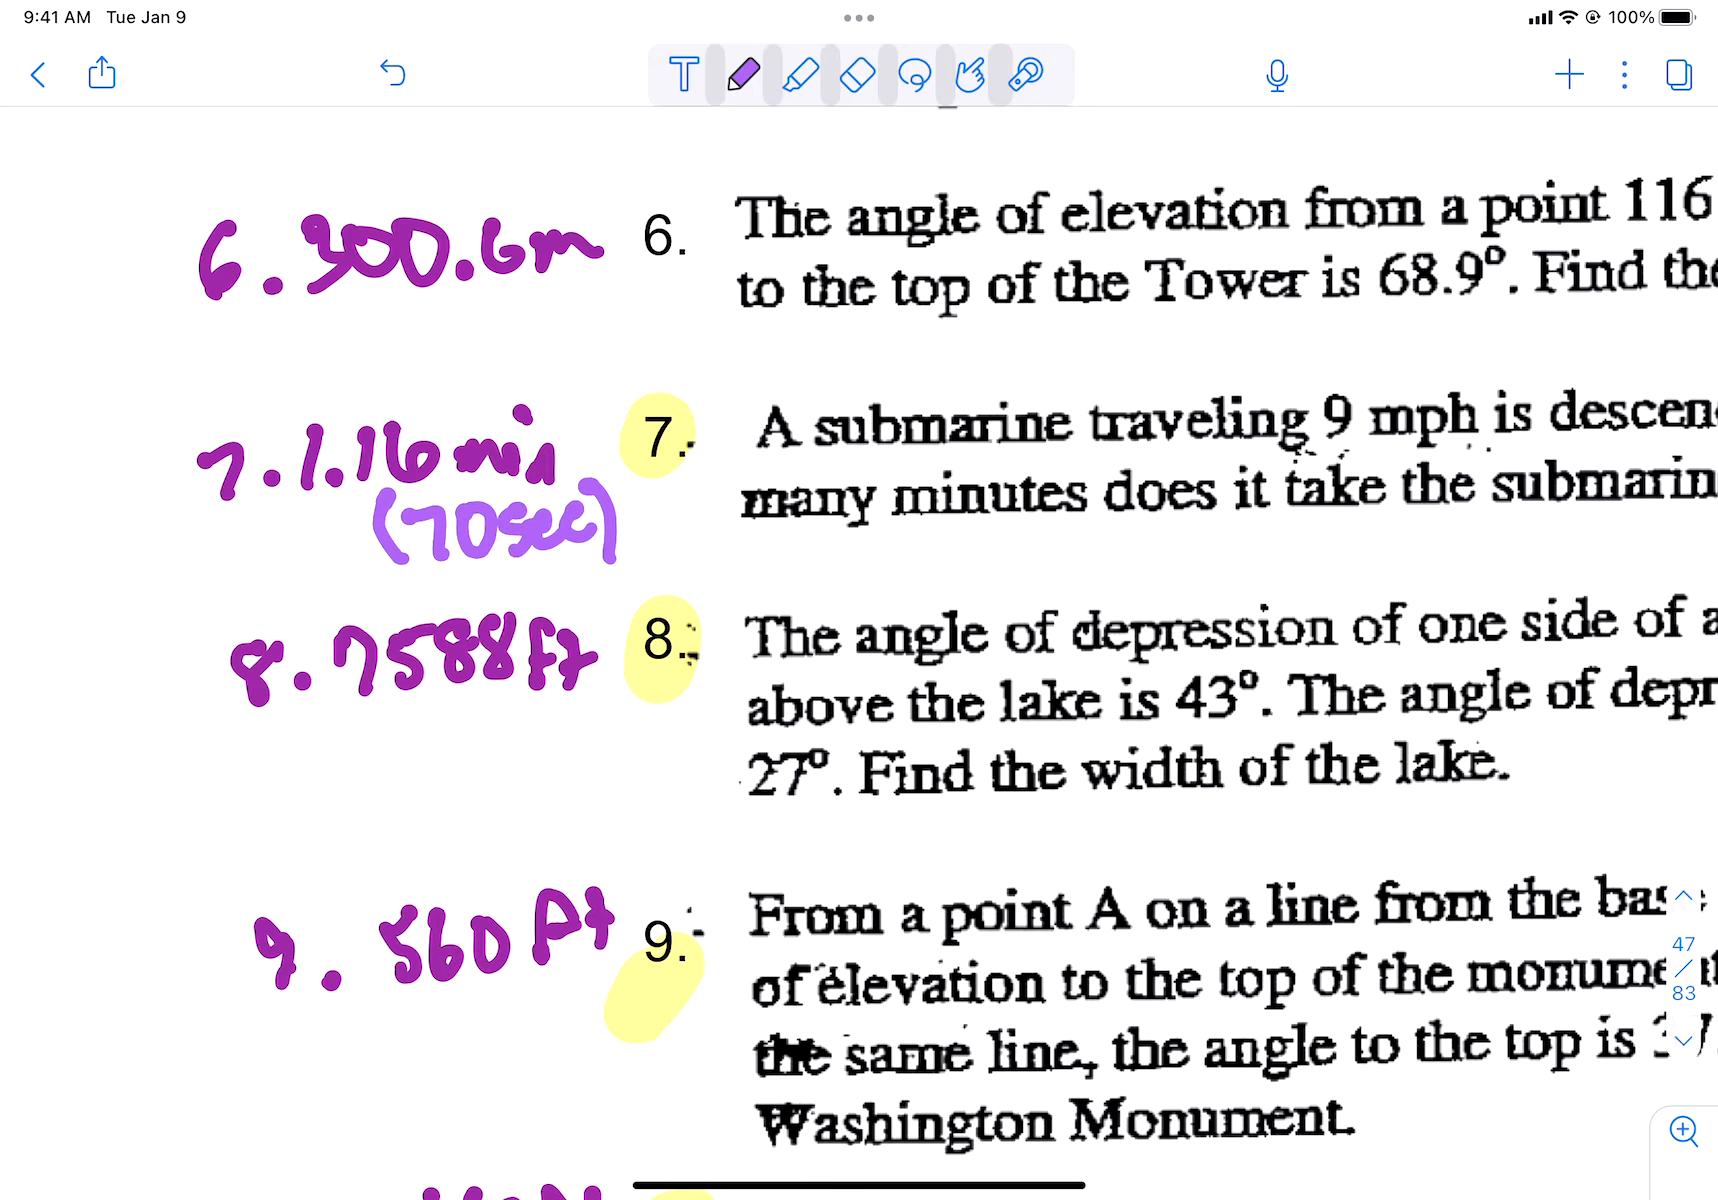 9:41 AM Tue Jan 9
100%
6. 300.6m
6. The angle of elevation from a point 116
to the top of the Tower is 68.9°. Find the
7. 1.16 min
(70sec)
7. A submarine traveling 9 mph is descen
many minutes does it take the submarin
8. 7588ft
8. The angle of depression of one side of a
above the lake is 43°. The angle of depr
27°. Find the width of the lake.
9. 560 ft
9. From a point A on a line from the base
of elevation to the top of the monument
the same line, the angle to the top is
Washington Monument.
47
/
83